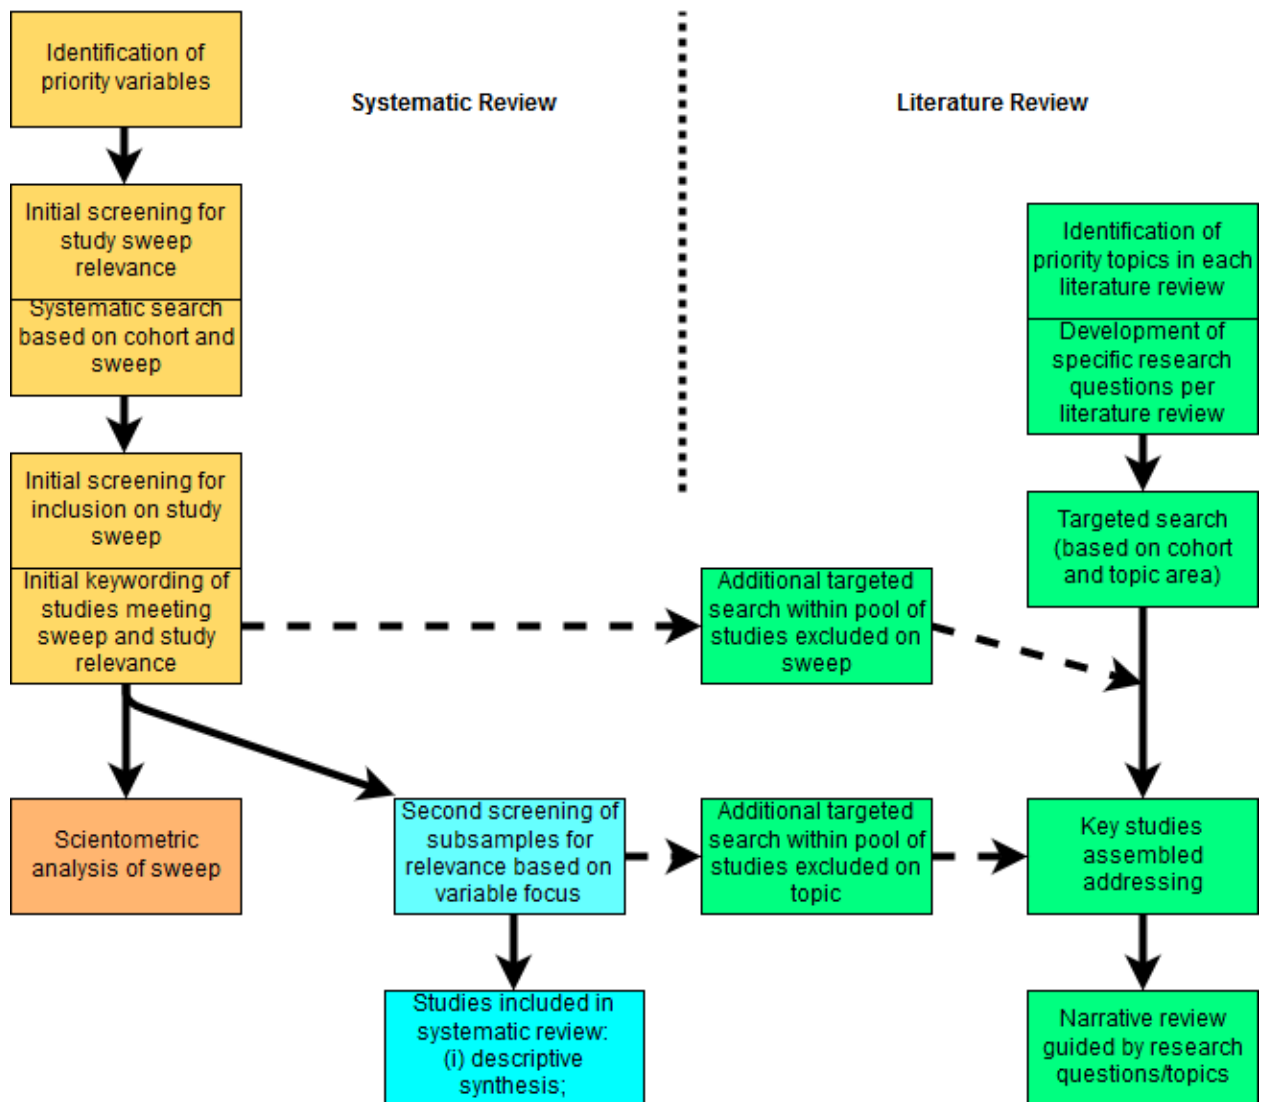 Identification of
priority variables
Systematic Review
Literature Review
Initial screening for
study sweep
relevance
Systematic search
based on cohort and
sweep
Identification of
priority topics in each
literature review
Development of
specific research
questions per
literature review
Initial screening for
inclusion on study
sweep
Initial keywording of
studies meeting
sweep and study
relevance
Targeted search
(based on cohort
and topic area)
Additional targeted
search within pool of
studies excluded on
sweep
Scientometric
analysis of sweep
Second screening of
subsamples for
relevance based on
variable focus
Additional targeted
search within pool of
studies excluded on
topic
Key studies
assembled
addressing
Studies included in
systematic review:
(i) descriptive
synthesis;
Narrative review
guided by research
questions/topics